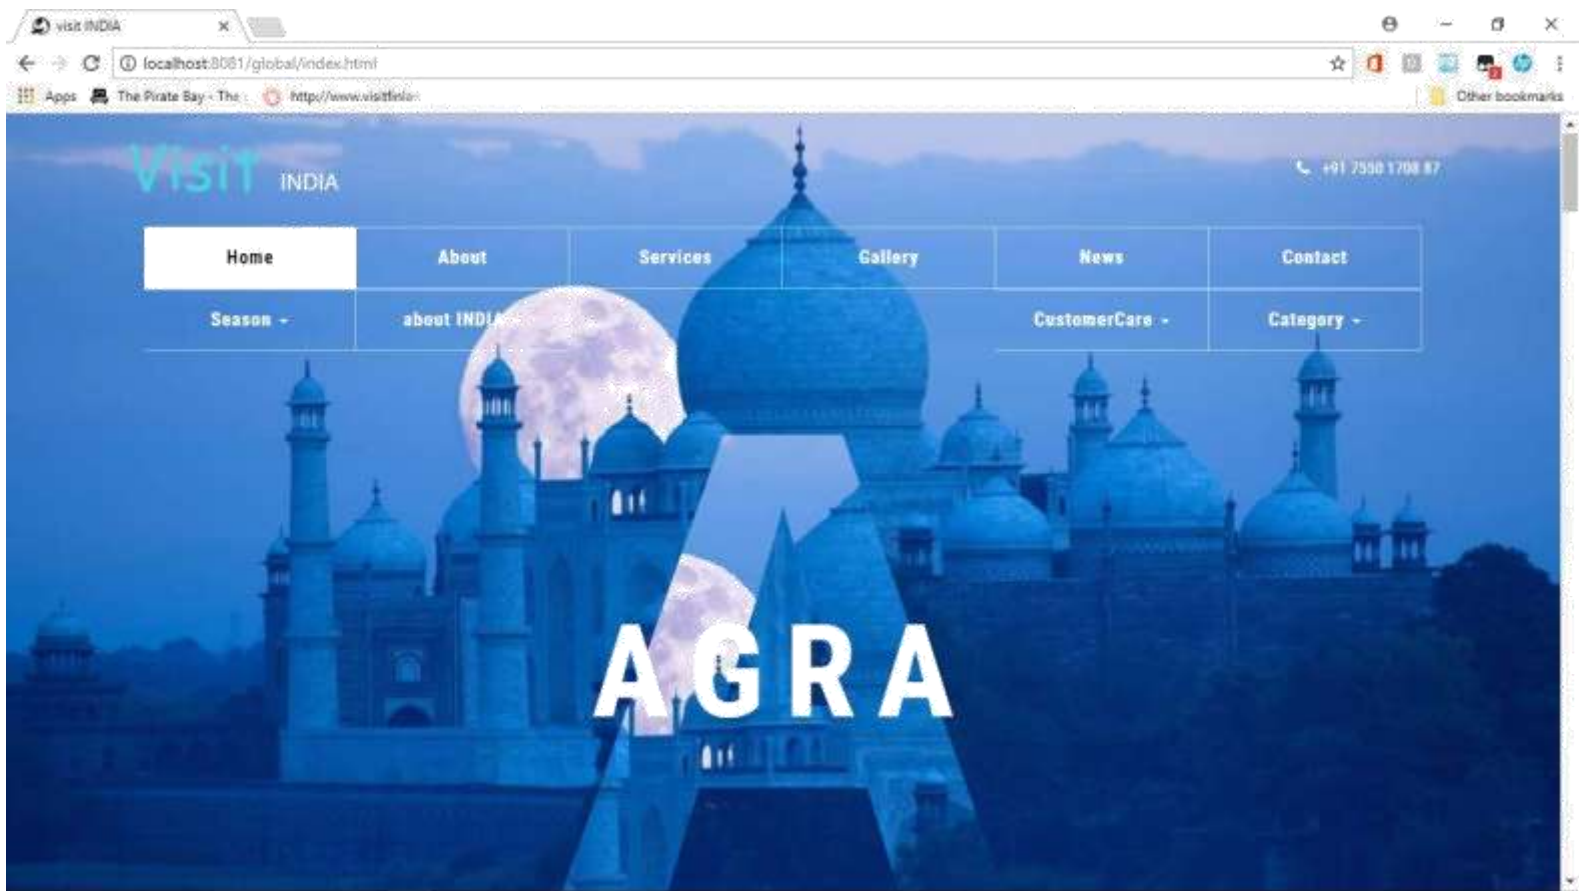 visit INDIA
localhost:8081/global/index.html
Apps The Pirate Bay - The http://www.visitfinla
Other bookmarks
Visit INDIA
+91 7550 1708 87
Home About Services Gallery News Contact
Season about INDIA CustomerCare Category
AGRA